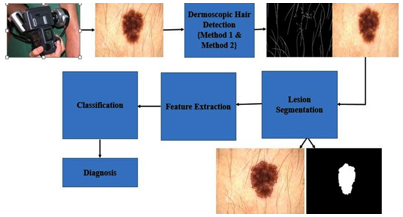 Dermoscopic Hair
Detection
(Method 1 &
Method 2)
Classification
Feature Extraction
Lesion
Segmentation
Diagnosis